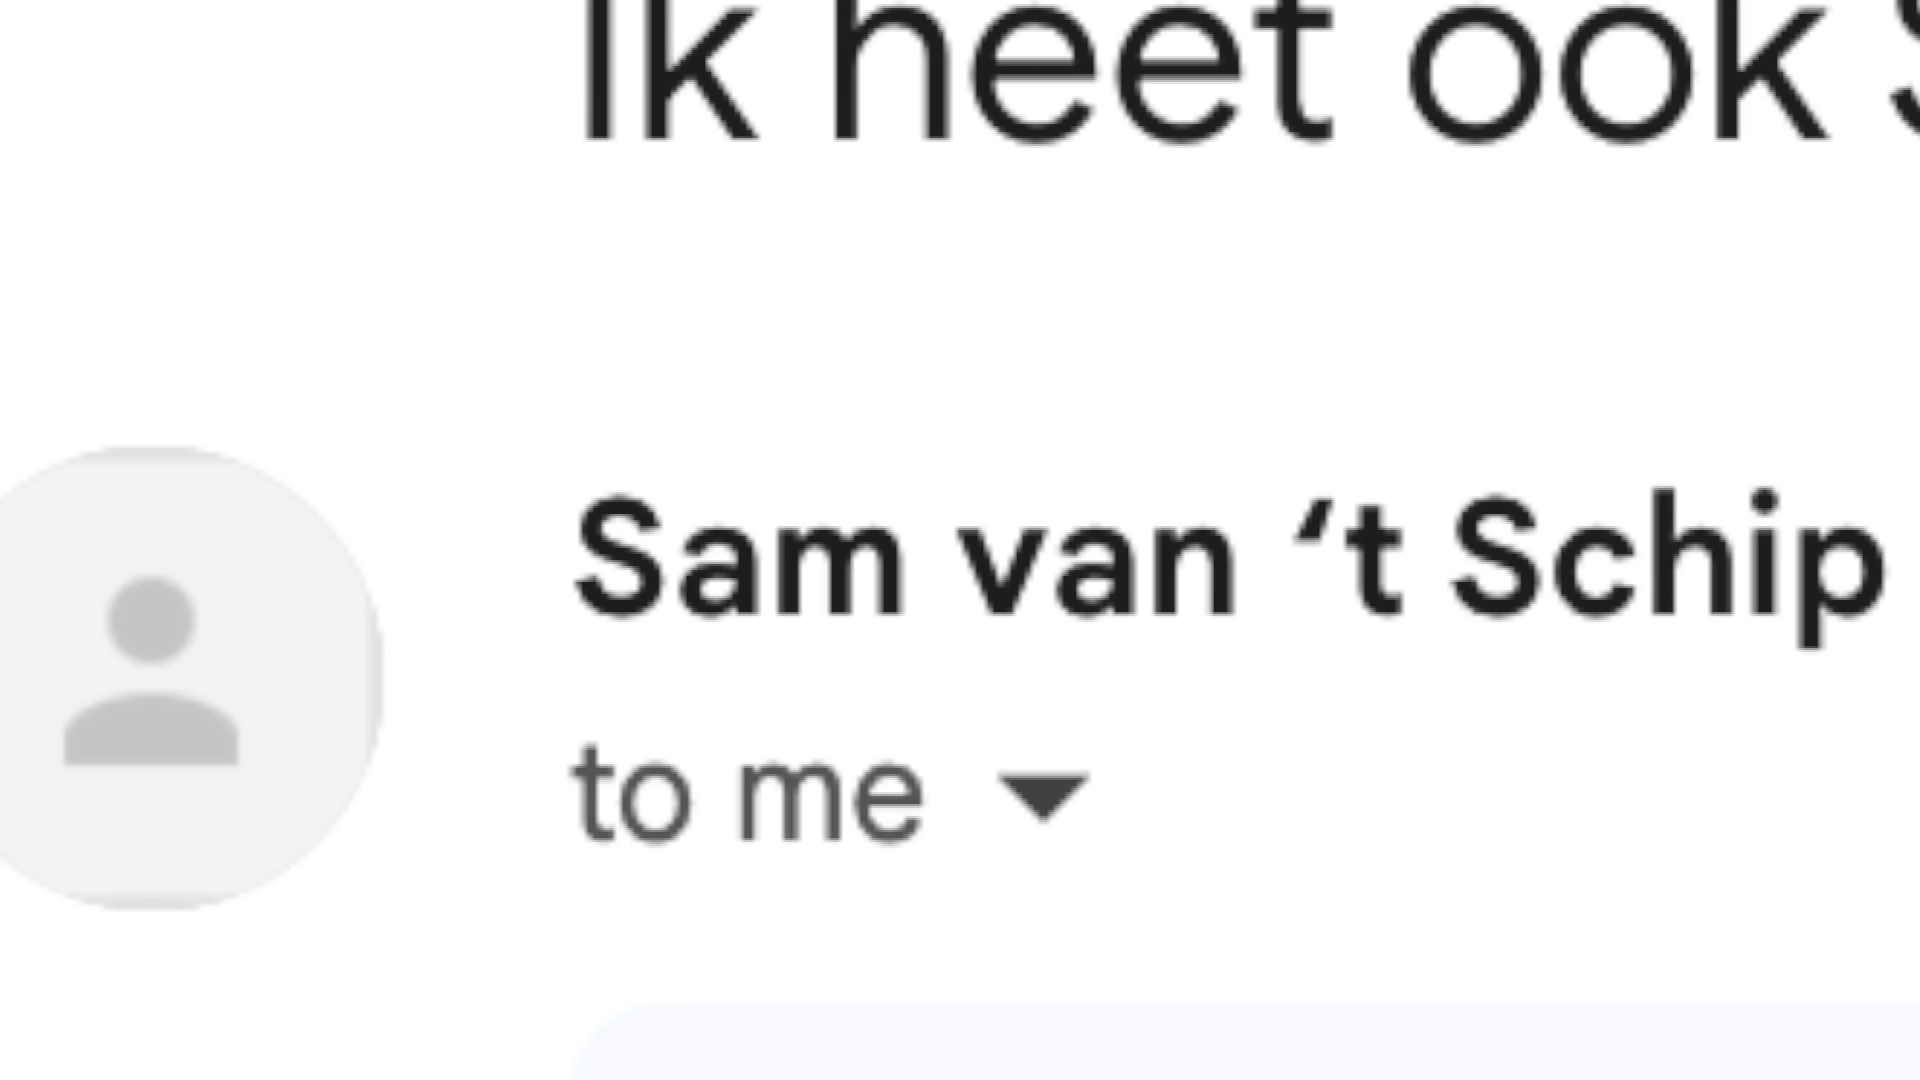 Ik heet ook
Sam van ‘t Schip
to me